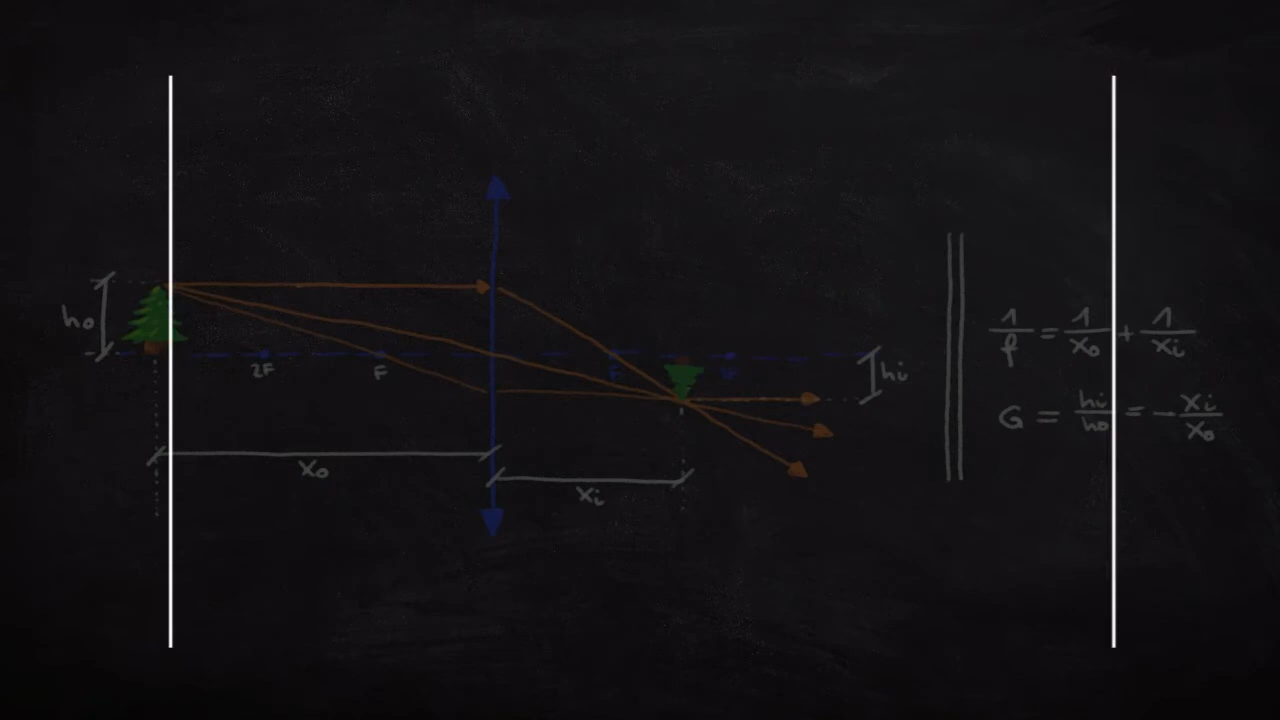 ho
2F
F
F
hi
xo
xi
1/f = 1/xo + 1/xi
G = hi/ho = - xi/xo